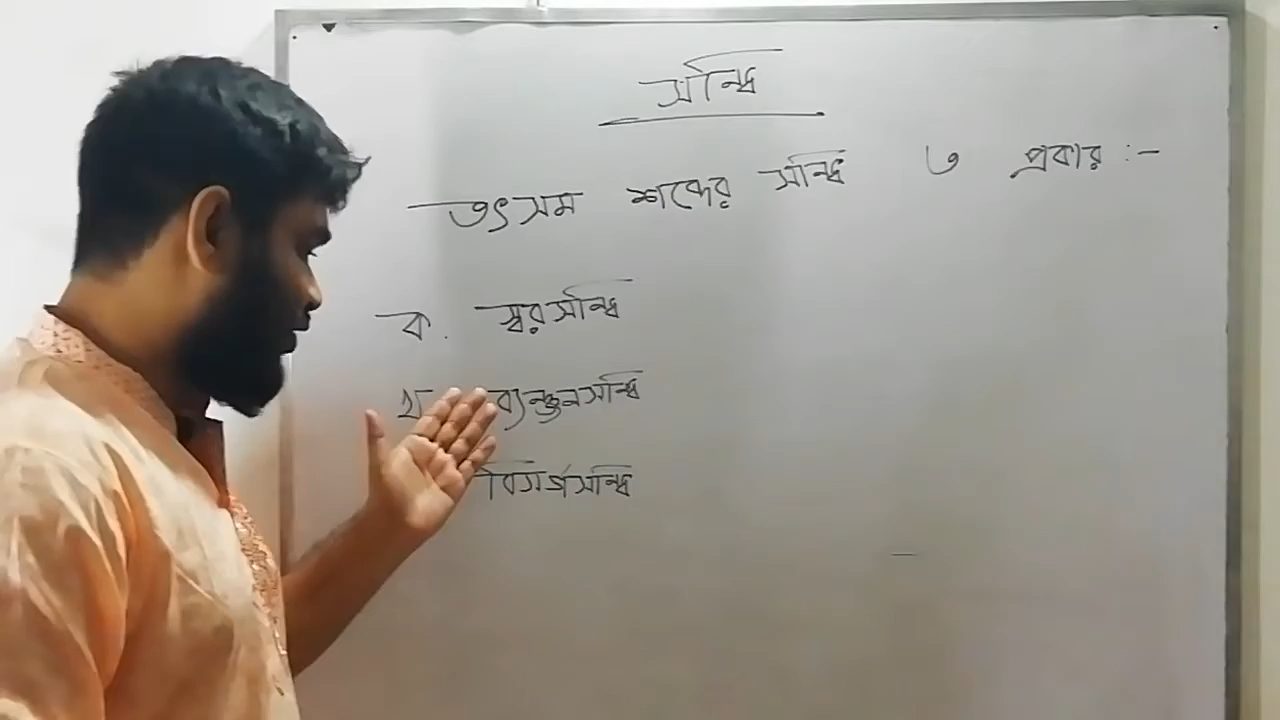 সন্ধি
তৎসম শব্দের সন্ধি ৩ প্রকার :-
ক. স্বরসন্ধি
খ ব্যঞ্জনসন্ধি
বিসর্গসন্ধি